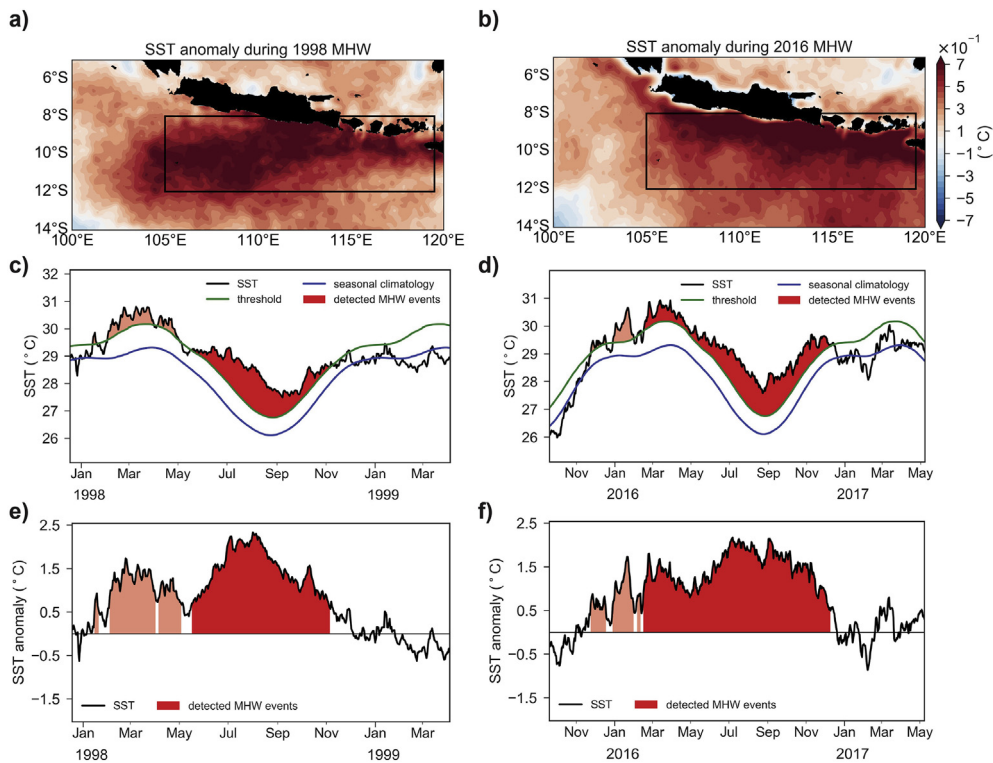 a)
SST anomaly during 1998 MHW
6°S
8°S
10°S
12°S
14°S
100°E 105°E 110°E 115°E 120°E
b)
SST anomaly during 2016 MHW
6°S
8°S
10°S
12°S
14°S
100°E 105°E 110°E 115°E 120°E
×10⁻¹
7
5
3
1
−1
−3
−5
−7
(°C)
c)
SST (°C)
32
31
30
29
28
27
26
SST
threshold
seasonal climatology
detected MHW events
Jan Mar May Jul Sep Nov Jan Mar
1998 1999
d)
SST (°C)
31
30
29
28
27
26
SST
threshold
seasonal climatology
detected MHW events
Nov Jan Mar May Jul Sep Nov Jan Mar May
2016 2017
e)
SST anomaly (°C)
2.5
1.5
0.5
−0.5
−1.5
SST
detected MHW events
Jan Mar May Jul Sep Nov Jan Mar
1998 1999
f)
SST anomaly (°C)
2.5
1.5
0.5
−0.5
−1.5
SST
detected MHW events
Nov Jan Mar May Jul Sep Nov Jan Mar May
2016 2017